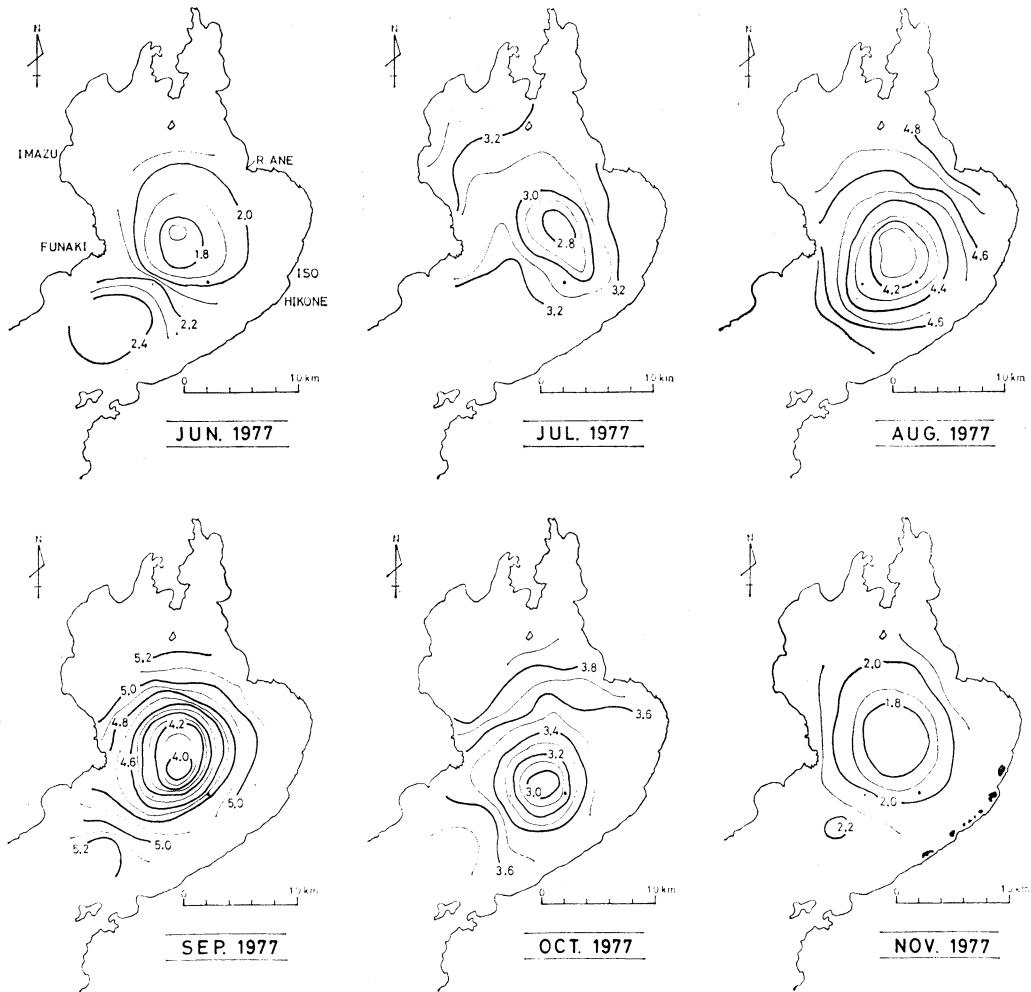 N
IMAZU
R. ANE
2.0
FUNAKI
1.8
ISO
HIKONE
2.2
2.4
0
10 km
JUN. 1977
N
3.2
3.0
2.8
3.2
3.2
0
10 km
JUL. 1977
N
4.8
4.6
4.2
4.4
4.6
0
10 km
AUG. 1977
N
5.2
5.0
4.8
4.2
4.6
4.0
5.0
5.0
5.2
0
10 km
SEP. 1977
N
3.8
3.6
3.4
3.2
3.0
3.6
0
10 km
OCT. 1977
N
2.0
1.8
2.0
2.2
0
10 km
NOV. 1977